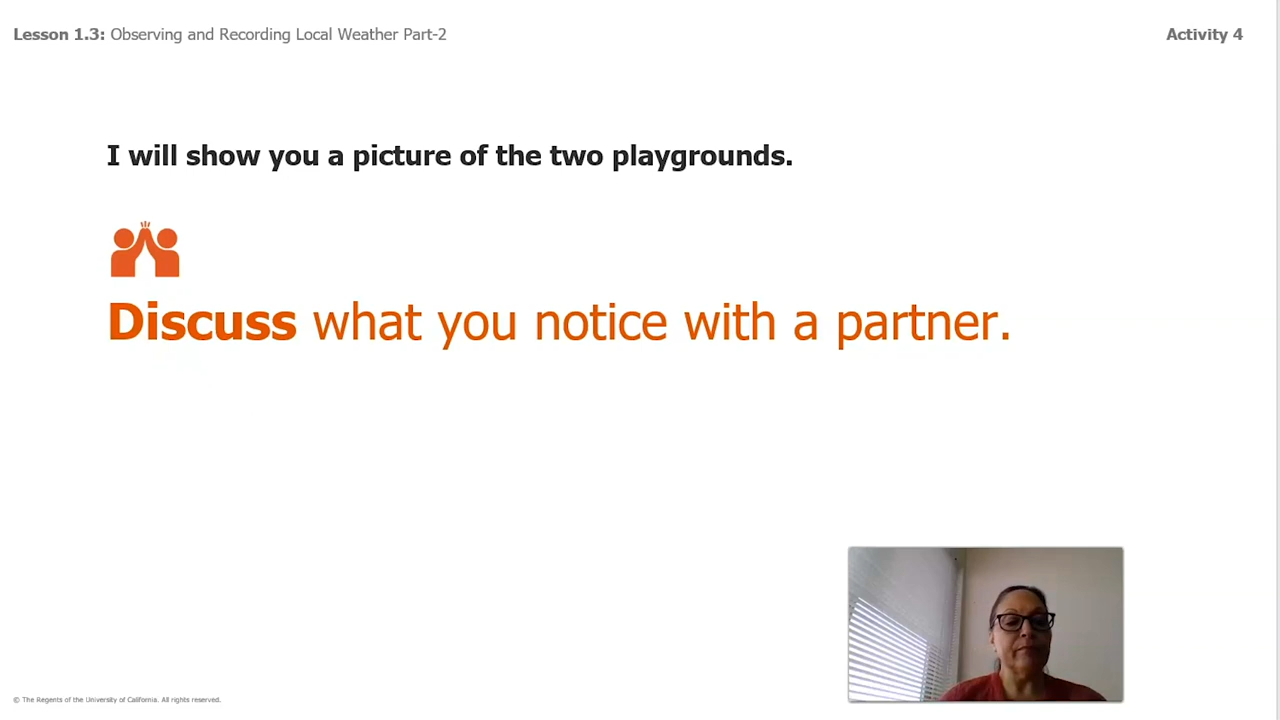 Lesson 1.3: Observing and Recording Local Weather Part-2
Activity 4
I will show you a picture of the two playgrounds.
Discuss what you notice with a partner.
© The Regents of the University of California. All rights reserved.